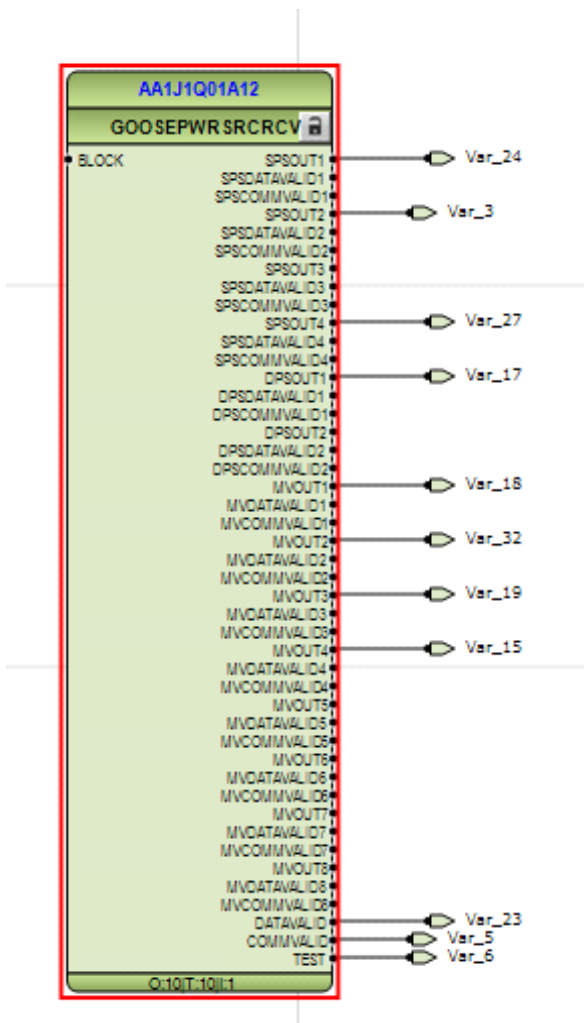 AA1J1Q01A12
GOOSEPWRSRCRCV
BLOCK SPSOUT1 Var_24
SPSDATAVALID1
SPSCOMMVALID1
SPSOUT2 Var_3
SPSDATAVALID2
SPSCOMMVALID2
SPSOUT3
SPSDATAVALID3
SPSCOMMVALID3
SPSOUT4 Var_27
SPSDATAVALID4
SPSCOMMVALID4
DPSOUT1 Var_17
DPSDATAVALID1
DPSCOMMVALID1
DPSOUT2
DPSDATAVALID2
DPSCOMMVALID2
MVOUT1 Var_18
MVDATAVALID1
MVCOMMVALID1
MVOUT2 Var_32
MVDATAVALID2
MVCOMMVALID2
MVOUT3 Var_19
MVDATAVALID3
MVCOMMVALID3
MVOUT4 Var_15
MVDATAVALID4
MVCOMMVALID4
MVOUT5
MVDATAVALID5
MVCOMMVALID5
MVOUT6
MVDATAVALID6
MVCOMMVALID6
MVOUT7
MVDATAVALID7
MVCOMMVALID7
MVOUT8
MVDATAVALID8
MVCOMMVALID8
DATAVALID Var_23
COMMVALID Var_5
TEST Var_6
O:10|T:10|I:1